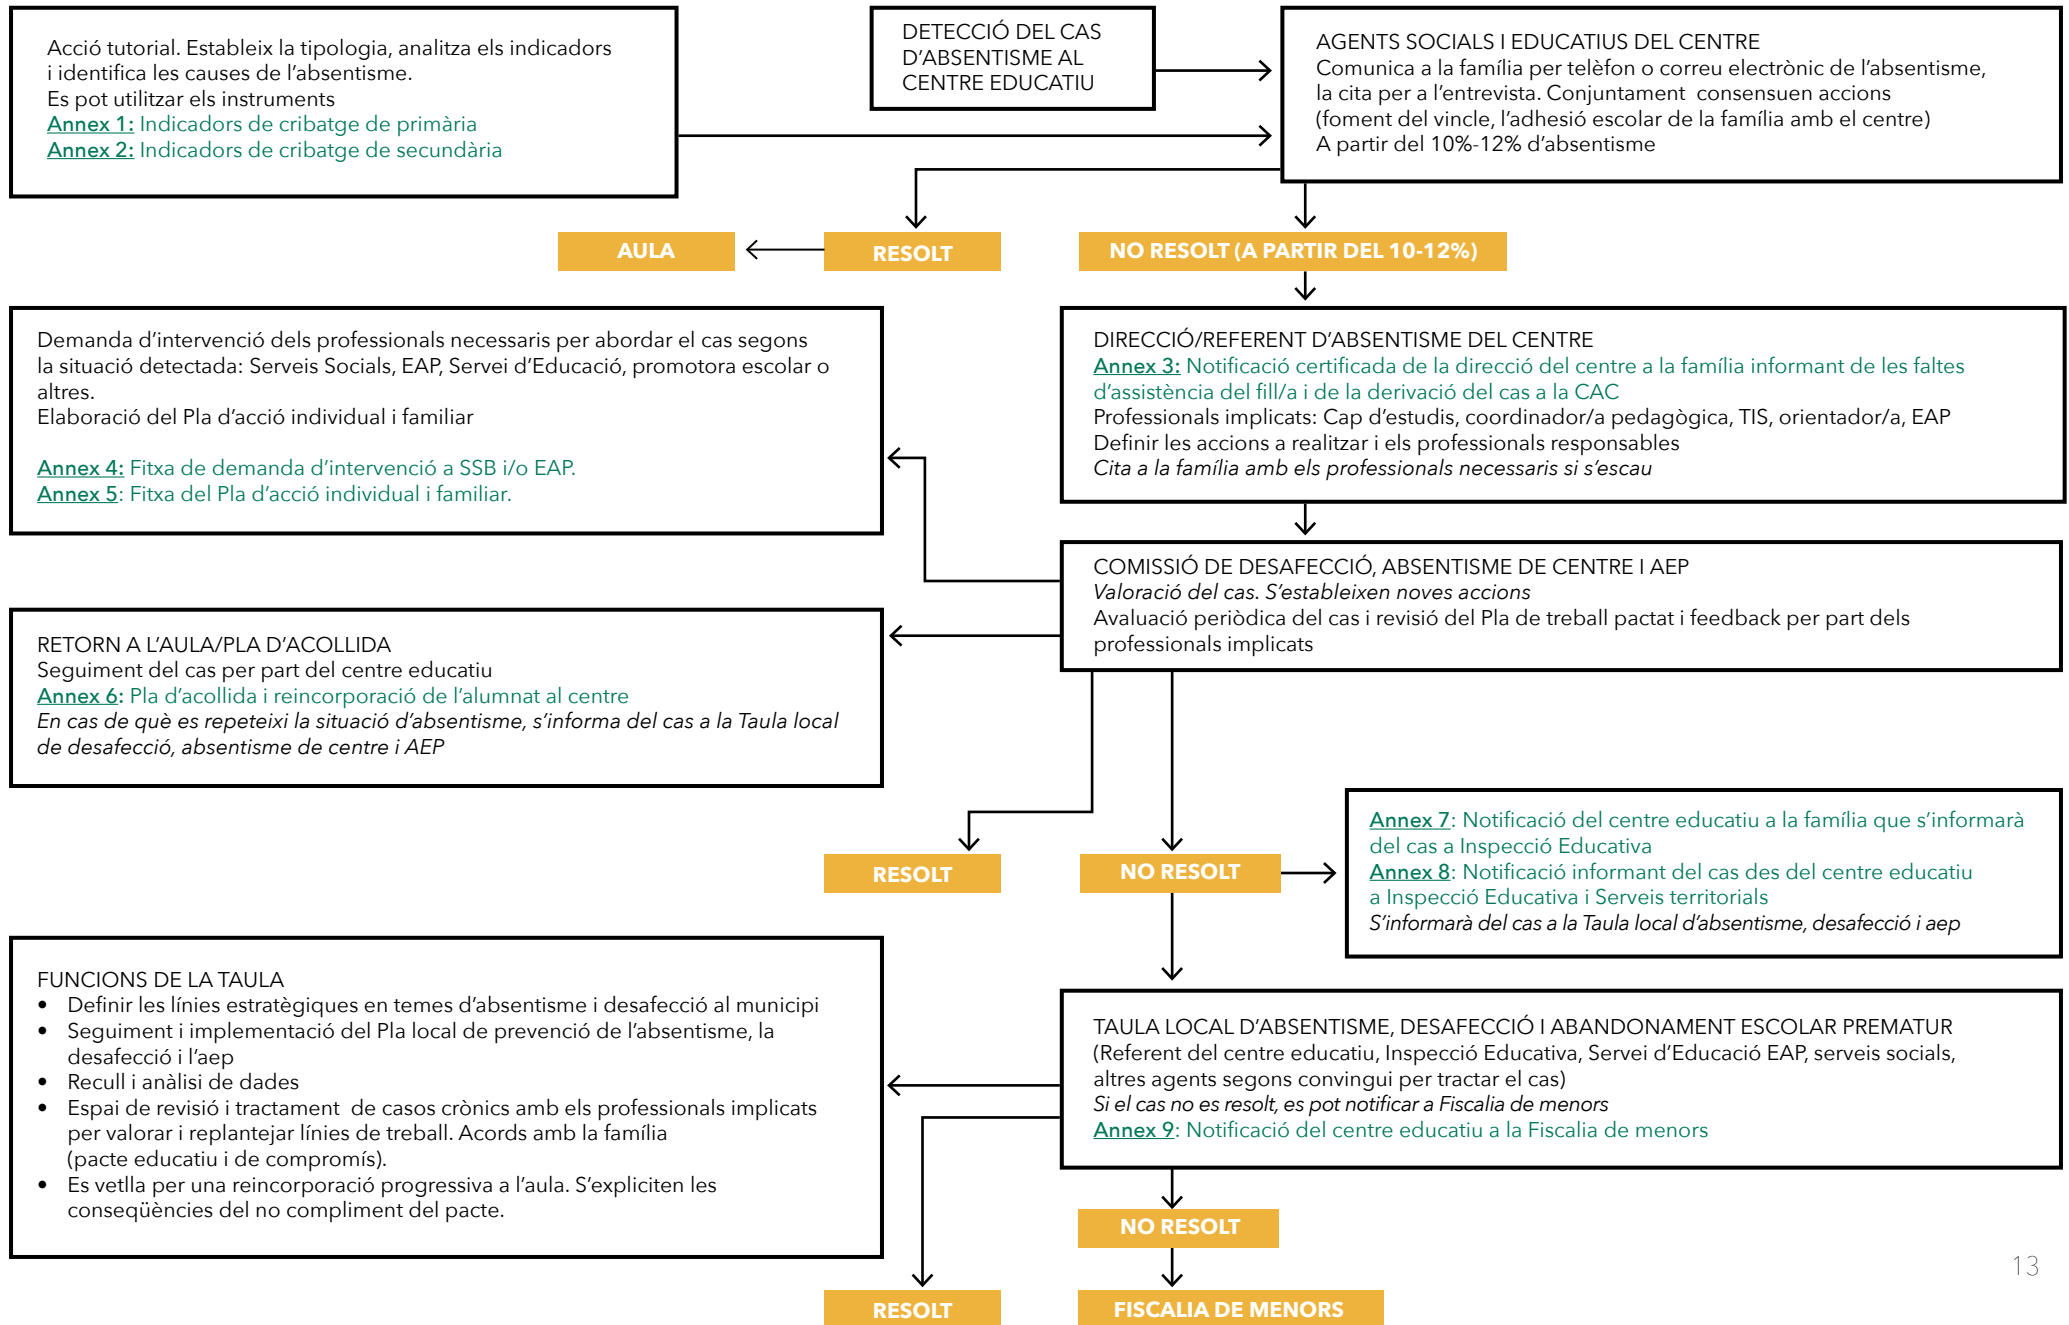 Acció tutorial. Estableix la tipologia, analitza els indicadors
i identifica les causes de l’absentisme.
Es pot utilitzar els instruments
Annex 1: Indicadors de cribatge de primària
Annex 2: Indicadors de cribatge de secundària
DETECCIÓ DEL CAS
D’ABSENTISME AL
CENTRE EDUCATIU
AGENTS SOCIALS I EDUCATIUS DEL CENTRE
Comunica a la família per telèfon o correu electrònic de l’absentisme,
la cita per a l’entrevista. Conjuntament consensuen accions
(foment del vincle, l’adhesió escolar de la família amb el centre)
A partir del 10%-12% d’absentisme
AULA
RESOLT
NO RESOLT (A PARTIR DEL 10-12%)
Demanda d’intervenció dels professionals necessaris per abordar el cas segons
la situació detectada: Serveis Socials, EAP, Servei d’Educació, promotora escolar o
altres.
Elaboració del Pla d’acció individual i familiar
Annex 4: Fitxa de demanda d’intervenció a SSB i/o EAP.
Annex 5: Fitxa del Pla d’acció individual i familiar.
DIRECCIÓ/REFERENT D’ABSENTISME DEL CENTRE
Annex 3: Notificació certificada de la direcció del centre a la família informant de les faltes
d’assistència del fill/a i de la derivació del cas a la CAC
Professionals implicats: Cap d’estudis, coordinador/a pedagògica, TIS, orientador/a, EAP
Definir les accions a realitzar i els professionals responsables
Cita a la família amb els professionals necessaris si s’escau
COMISSIÓ DE DESAFECCIÓ, ABSENTISME DE CENTRE I AEP
Valoració del cas. S’estableixen noves accions
Avaluació periòdica del cas i revisió del Pla de treball pactat i feedback per part dels
professionals implicats
RETORN A L’AULA/PLA D’ACOLLIDA
Seguiment del cas per part del centre educatiu
Annex 6: Pla d’acollida i reincorporació de l’alumnat al centre
En cas de què es repeteixi la situació d’absentisme, s’informa del cas a la Taula local
de desafecció, absentisme de centre i AEP
RESOLT
NO RESOLT
Annex 7: Notificació del centre educatiu a la família que s’informarà
del cas a Inspecció Educativa
Annex 8: Notificació informant del cas des del centre educatiu
a Inspecció Educativa i Serveis territorials
S’informarà del cas a la Taula local d’absentisme, desafecció i aep
FUNCIONS DE LA TAULA
• Definir les línies estratègiques en temes d’absentisme i desafecció al municipi
• Seguiment i implementació del Pla local de prevenció de l’absentisme, la
desafecció i l’aep
• Recull i anàlisi de dades
• Espai de revisió i tractament de casos crònics amb els professionals implicats
per valorar i replantejar línies de treball. Acords amb la família
(pacte educatiu i de compromís).
• Es vetlla per una reincorporació progressiva a l’aula. S’expliciten les
conseqüències del no compliment del pacte.
TAULA LOCAL D’ABSENTISME, DESAFECCIÓ I ABANDONAMENT ESCOLAR PREMATUR
(Referent del centre educatiu, Inspecció Educativa, Servei d’Educació EAP, serveis socials,
altres agents segons convingui per tractar el cas)
Si el cas no es resolt, es pot notificar a Fiscalia de menors
Annex 9: Notificació del centre educatiu a la Fiscalia de menors
NO RESOLT
RESOLT
FISCALIA DE MENORS
13